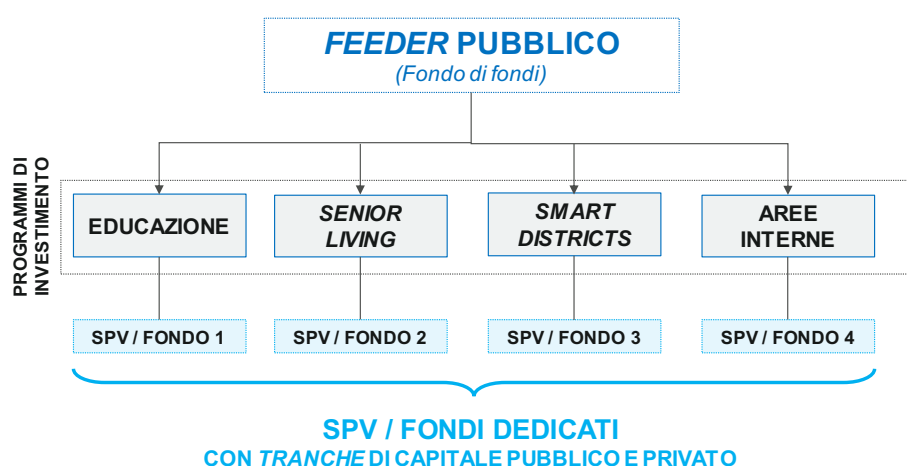 FEEDER PUBBLICO
(Fondo di fondi)
PROGRAMMI DI
INVESTIMENTO
EDUCAZIONE
SENIOR
LIVING
SMART
DISTRICTS
AREE
INTERNE
SPV / FONDO 1
SPV / FONDO 2
SPV / FONDO 3
SPV / FONDO 4
SPV / FONDI DEDICATI
CON TRANCHE DI CAPITALE PUBBLICO E PRIVATO